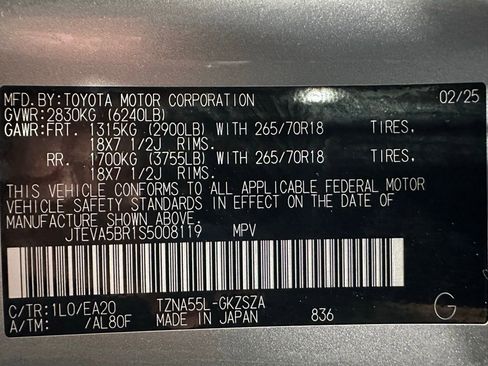 MFD.BY:TOYOTA MOTOR CORPORATION 02/25
GVWR:2830KG (6240LB)
GAWR:FRT. 1315KG (2900LB) WITH 265/70R18 TIRES,
18X7 1/2J RIMS.
RR. 1700KG (3755LB) WITH 265/70R18 TIRES,
18X7 1/2J RIMS.
THIS VEHICLE CONFORMS TO ALL APPLICABLE FEDERAL MOTOR
VEHICLE SAFETY STANDARDS IN EFFECT ON THE DATE OF
MANUFACTURE SHOWN ABOVE.
JTEVA5BR1S5008119 MPV
C/TR:1L0/EA20 TZNA55L-GKZSZA
A/TM: /AL80F MADE IN JAPAN 836 G